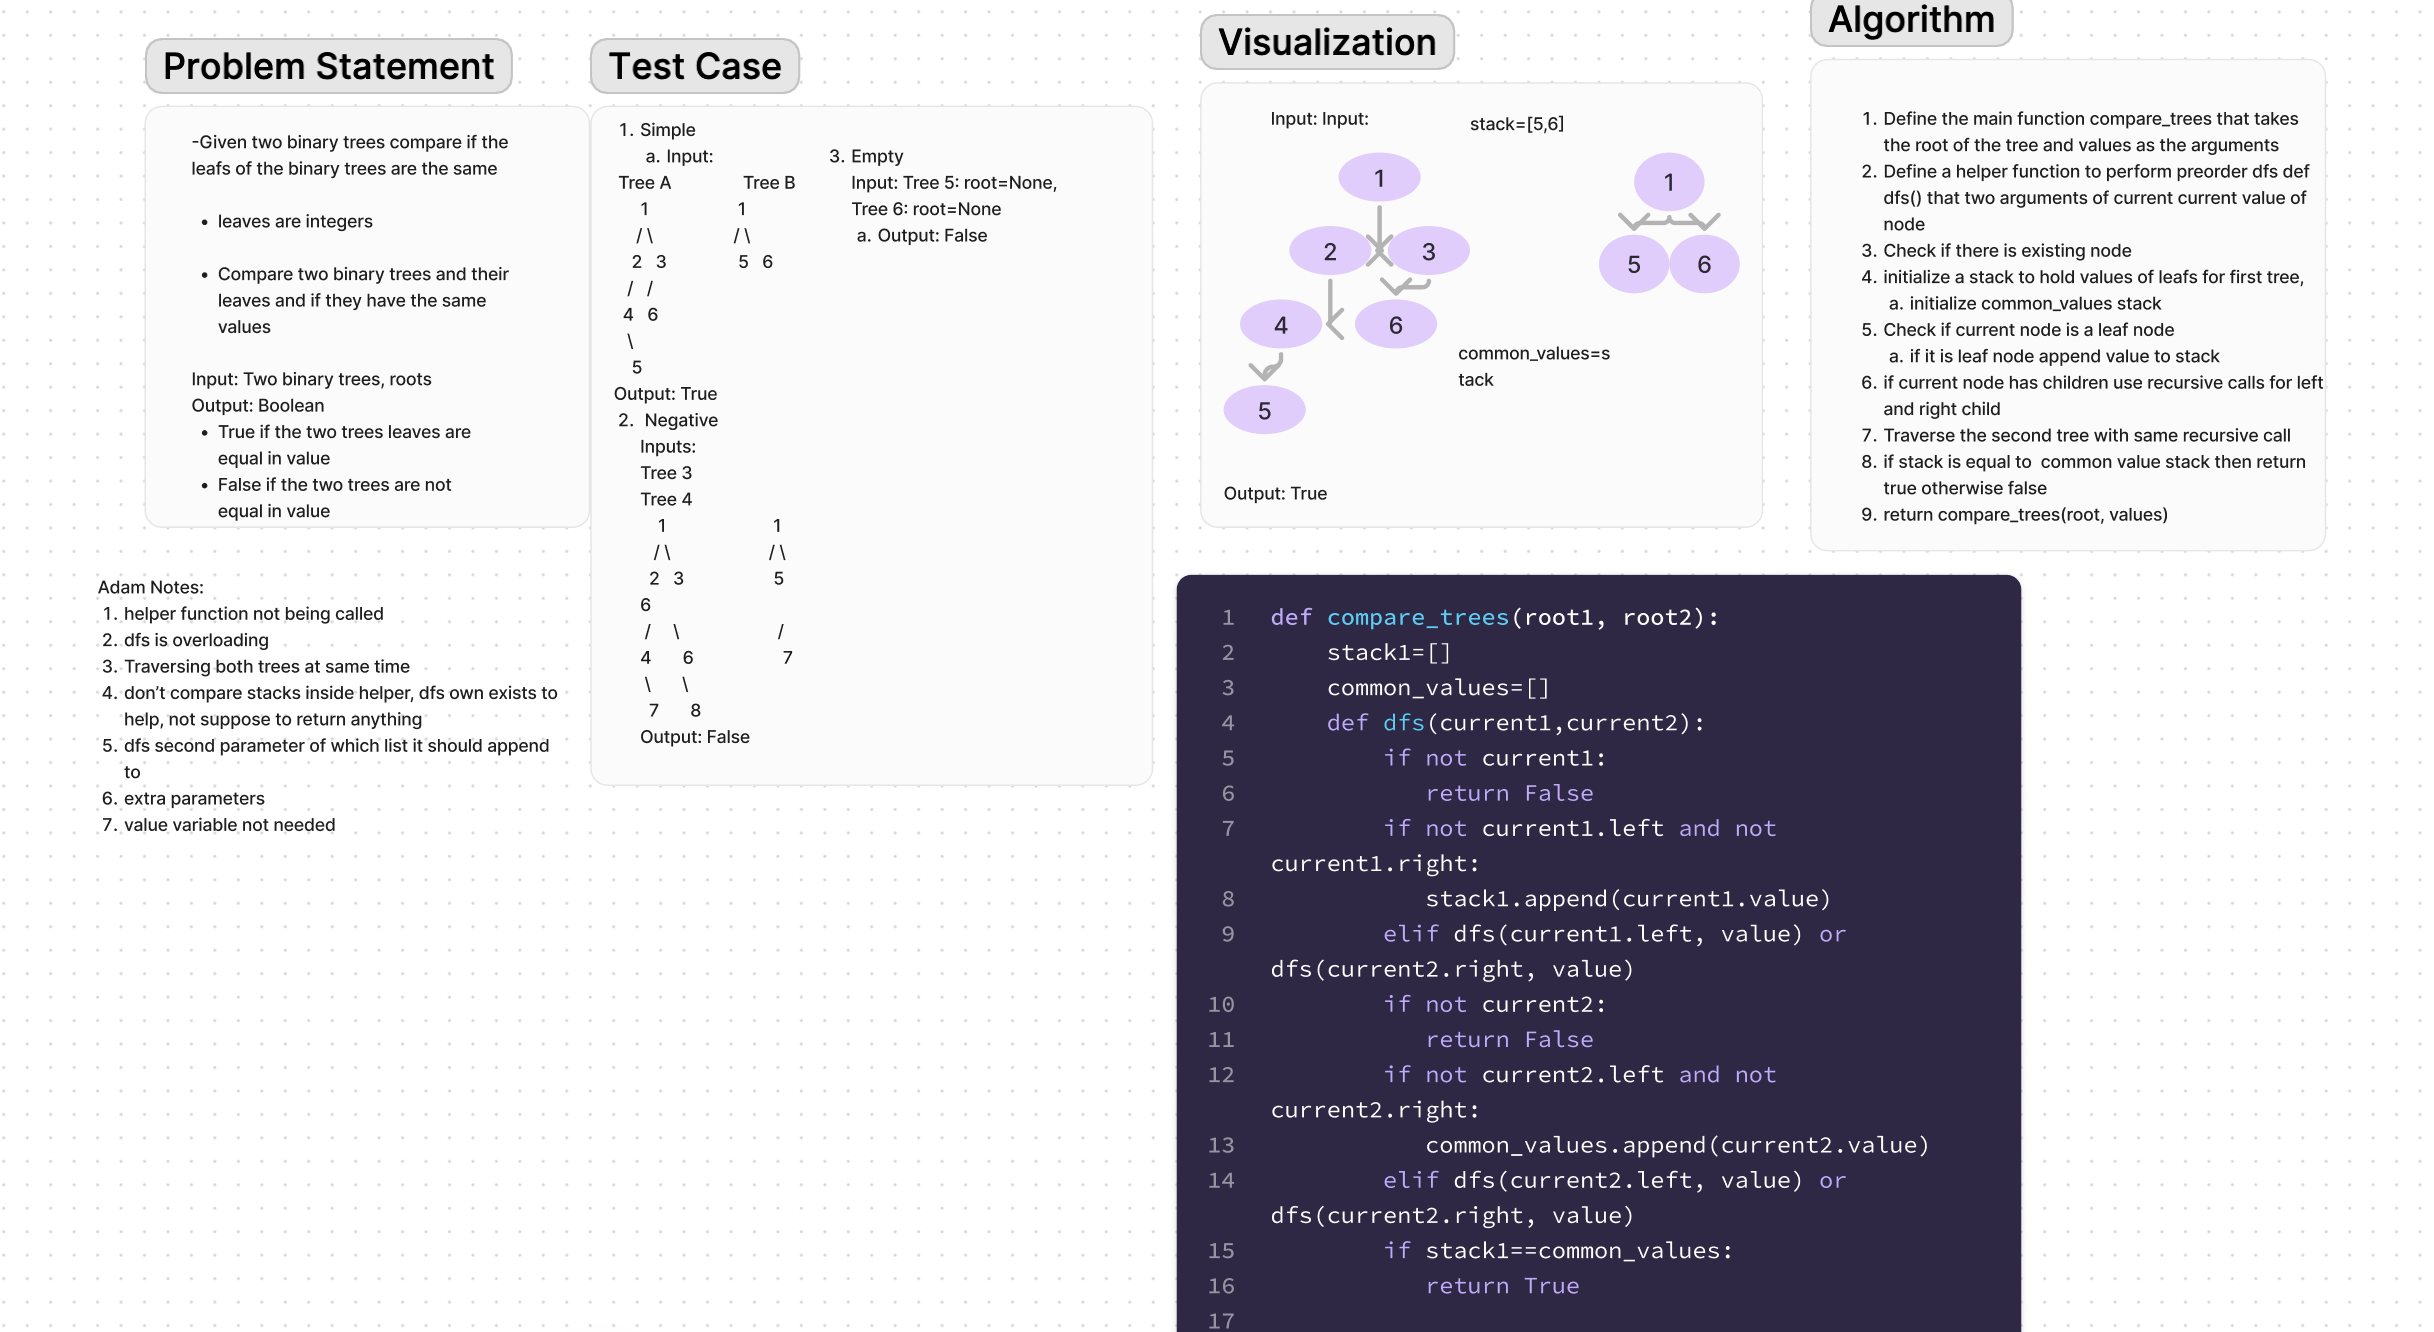 Problem Statement
-Given two binary trees compare if the
leafs of the binary trees are the same
• leaves are integers
• Compare two binary trees and their
leaves and if they have the same
values
Input: Two binary trees, roots
Output: Boolean
• True if the two trees leaves are
equal in value
• False if the two trees are not
equal in value
Adam Notes:
1. helper function not being called
2. dfs is overloading
3. Traversing both trees at same time
4. don't compare stacks inside helper, dfs own exists to
help, not suppose to return anything
5. dfs second parameter of which list it should append
to
6. extra parameters
7. value variable not needed
Test Case
1. Simple
a. Input:
Tree A Tree B
1 1
/ \ / \
2 3 5 6
/ /
4 6
\
5
Output: True
2. Negative
Inputs:
Tree 3
Tree 4
1 1
/ \ / \
2 3 5
6
/ \ /
4 6 7
\ \
7 8
Output: False
3. Empty
Input: Tree 5: root=None,
Tree 6: root=None
a. Output: False
Visualization
Input: Input:
stack=[5,6]
1
2 3
4 6
5
1
5 6
common_values=s
tack
Output: True
Algorithm
1. Define the main function compare_trees that takes
the root of the tree and values as the arguments
2. Define a helper function to perform preorder dfs def
dfs() that two arguments of current current value of
node
3. Check if there is existing node
4. initialize a stack to hold values of leafs for first tree,
a. initialize common_values stack
5. Check if current node is a leaf node
a. if it is leaf node append value to stack
6. if current node has children use recursive calls for left
and right child
7. Traverse the second tree with same recursive call
8. if stack is equal to  common value stack then return
true otherwise false
9. return compare_trees(root, values)
1 def compare_trees(root1, root2):
2     stack1=[]
3     common_values=[]
4     def dfs(current1,current2):
5         if not current1:
6            return False
7         if not current1.left and not
current1.right:
8            stack1.append(current1.value)
9         elif dfs(current1.left, value) or
dfs(current2.right, value)
10         if not current2:
11            return False
12         if not current2.left and not
current2.right:
13            common_values.append(current2.value)
14         elif dfs(current2.left, value) or
dfs(current2.right, value)
15         if stack1==common_values:
16            return True
17